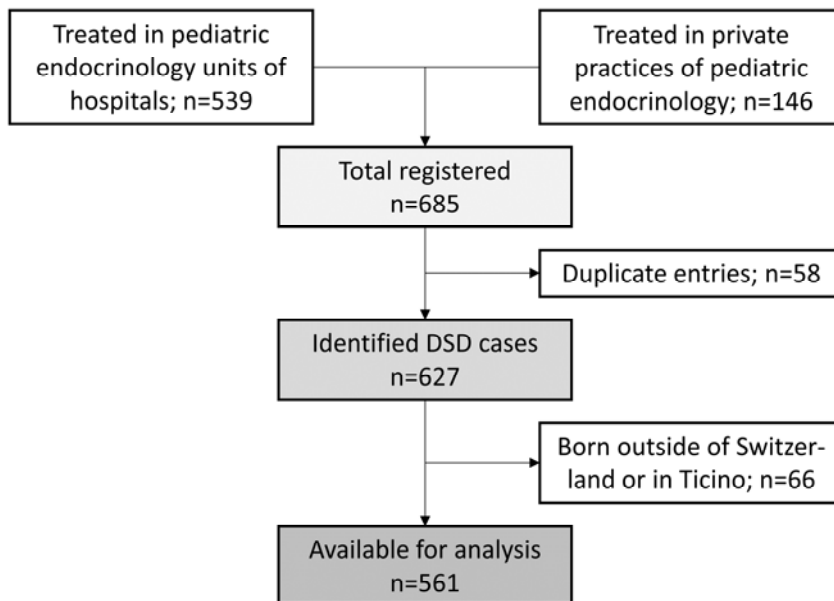 Treated in pediatric
endocrinology units of
hospitals; n=539
Treated in private
practices of pediatric
endocrinology; n=146
Total registered
n=685
Duplicate entries; n=58
Identified DSD cases
n=627
Born outside of Switzer-
land or in Ticino; n=66
Available for analysis
n=561